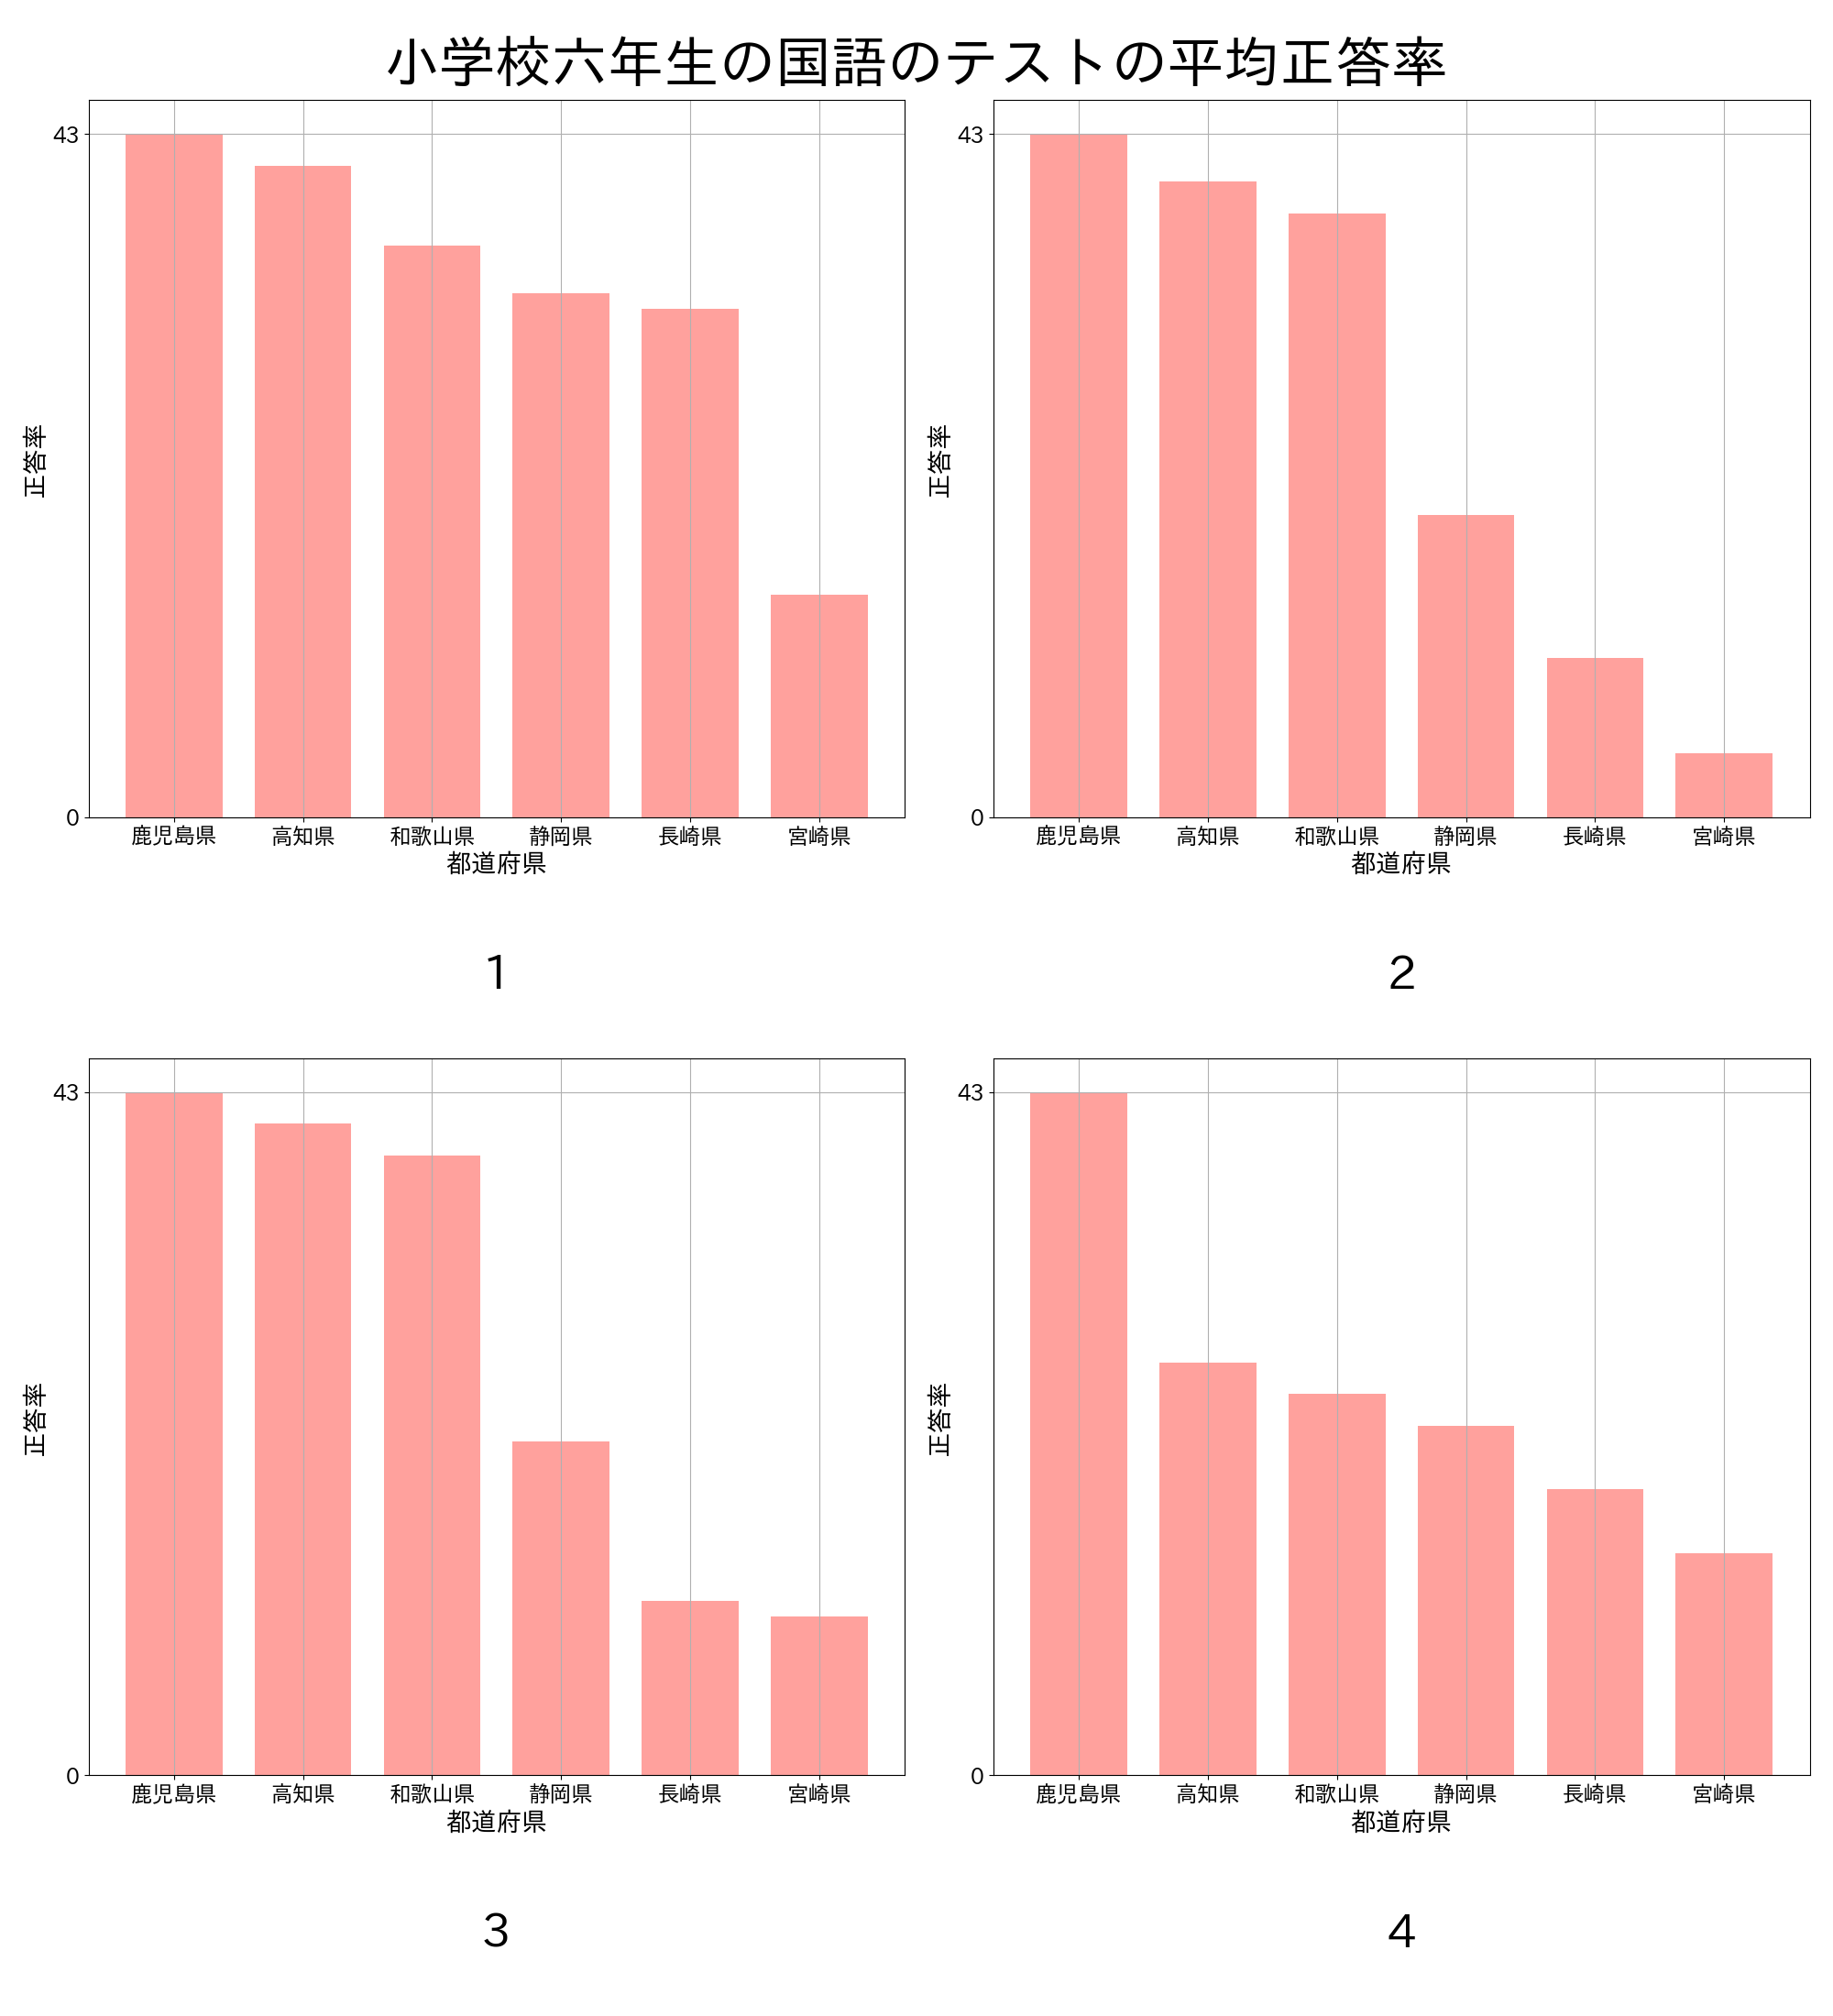 小学校六年生の国語のテストの平均正答率
43
0
正答率
鹿児島県 高知県 和歌山県 静岡県 長崎県 宮崎県
都道府県
1
43
0
正答率
鹿児島県 高知県 和歌山県 静岡県 長崎県 宮崎県
都道府県
2
43
0
正答率
鹿児島県 高知県 和歌山県 静岡県 長崎県 宮崎県
都道府県
3
43
0
正答率
鹿児島県 高知県 和歌山県 静岡県 長崎県 宮崎県
都道府県
4